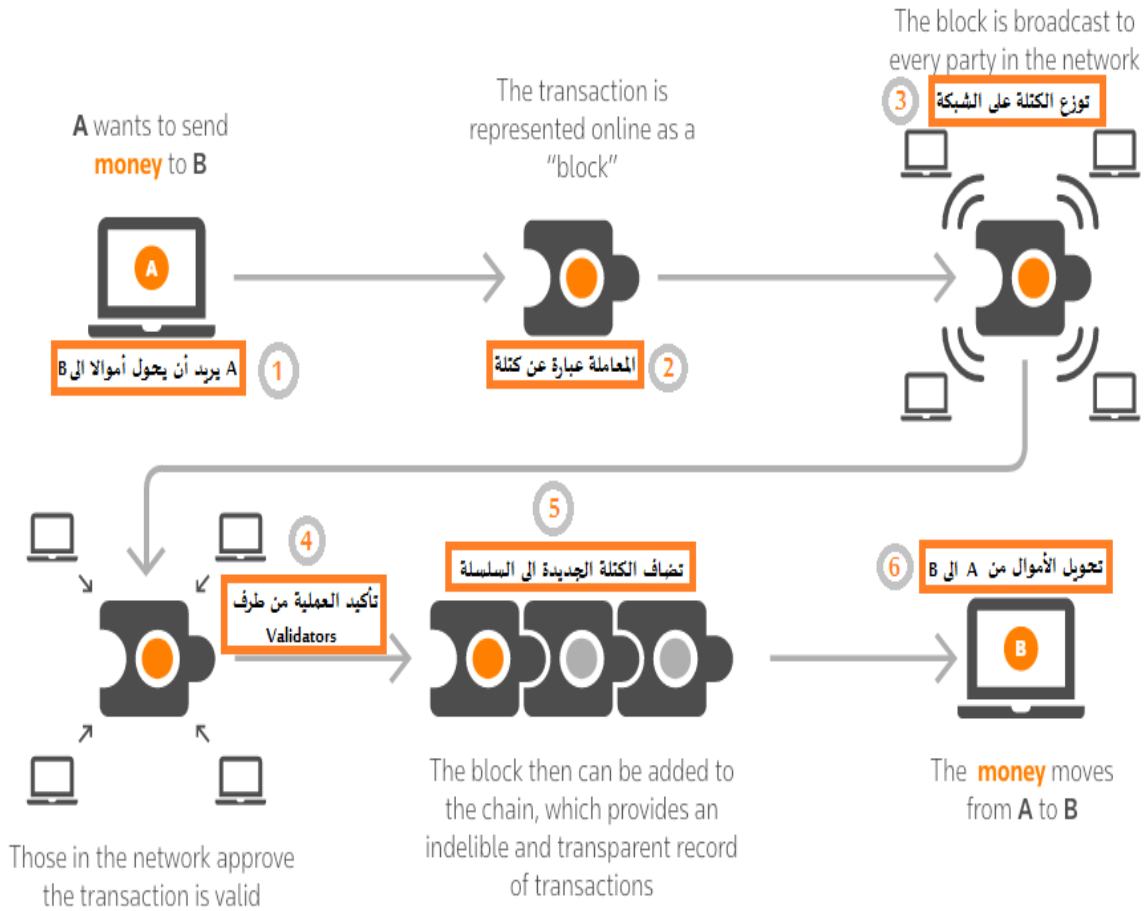 A wants to send
money to B
A
A يريد أن يحول أموالا الى B
1
The transaction is
represented online as a
“block”
المعاملة عبارة عن كتلة
2
The block is broadcast to
every party in the network
3
توزع الكتلة على الشبكة
4
تأكيد العملية من طرف
Validators
Those in the network approve
the transaction is valid
5
تضاف الكتلة الجديدة الى السلسلة
The block then can be added to
the chain, which provides an
indelible and transparent record
of transactions
6
تحويل الأموال من A الى B
B
The money moves
from A to B